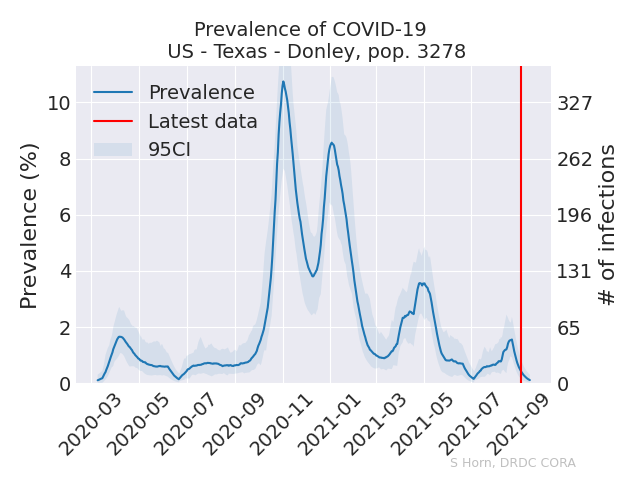 Prevalence of COVID-19
US - Texas - Donley, pop. 3278
Prevalence
Latest data
95CI
Prevalence (%)
10
8
6
4
2
0
327
262
196
131
65
0
# of infections
2020-03
2020-05
2020-07
2020-09
2020-11
2021-01
2021-03
2021-05
2021-07
2021-09
S Horn, DRDC CORA